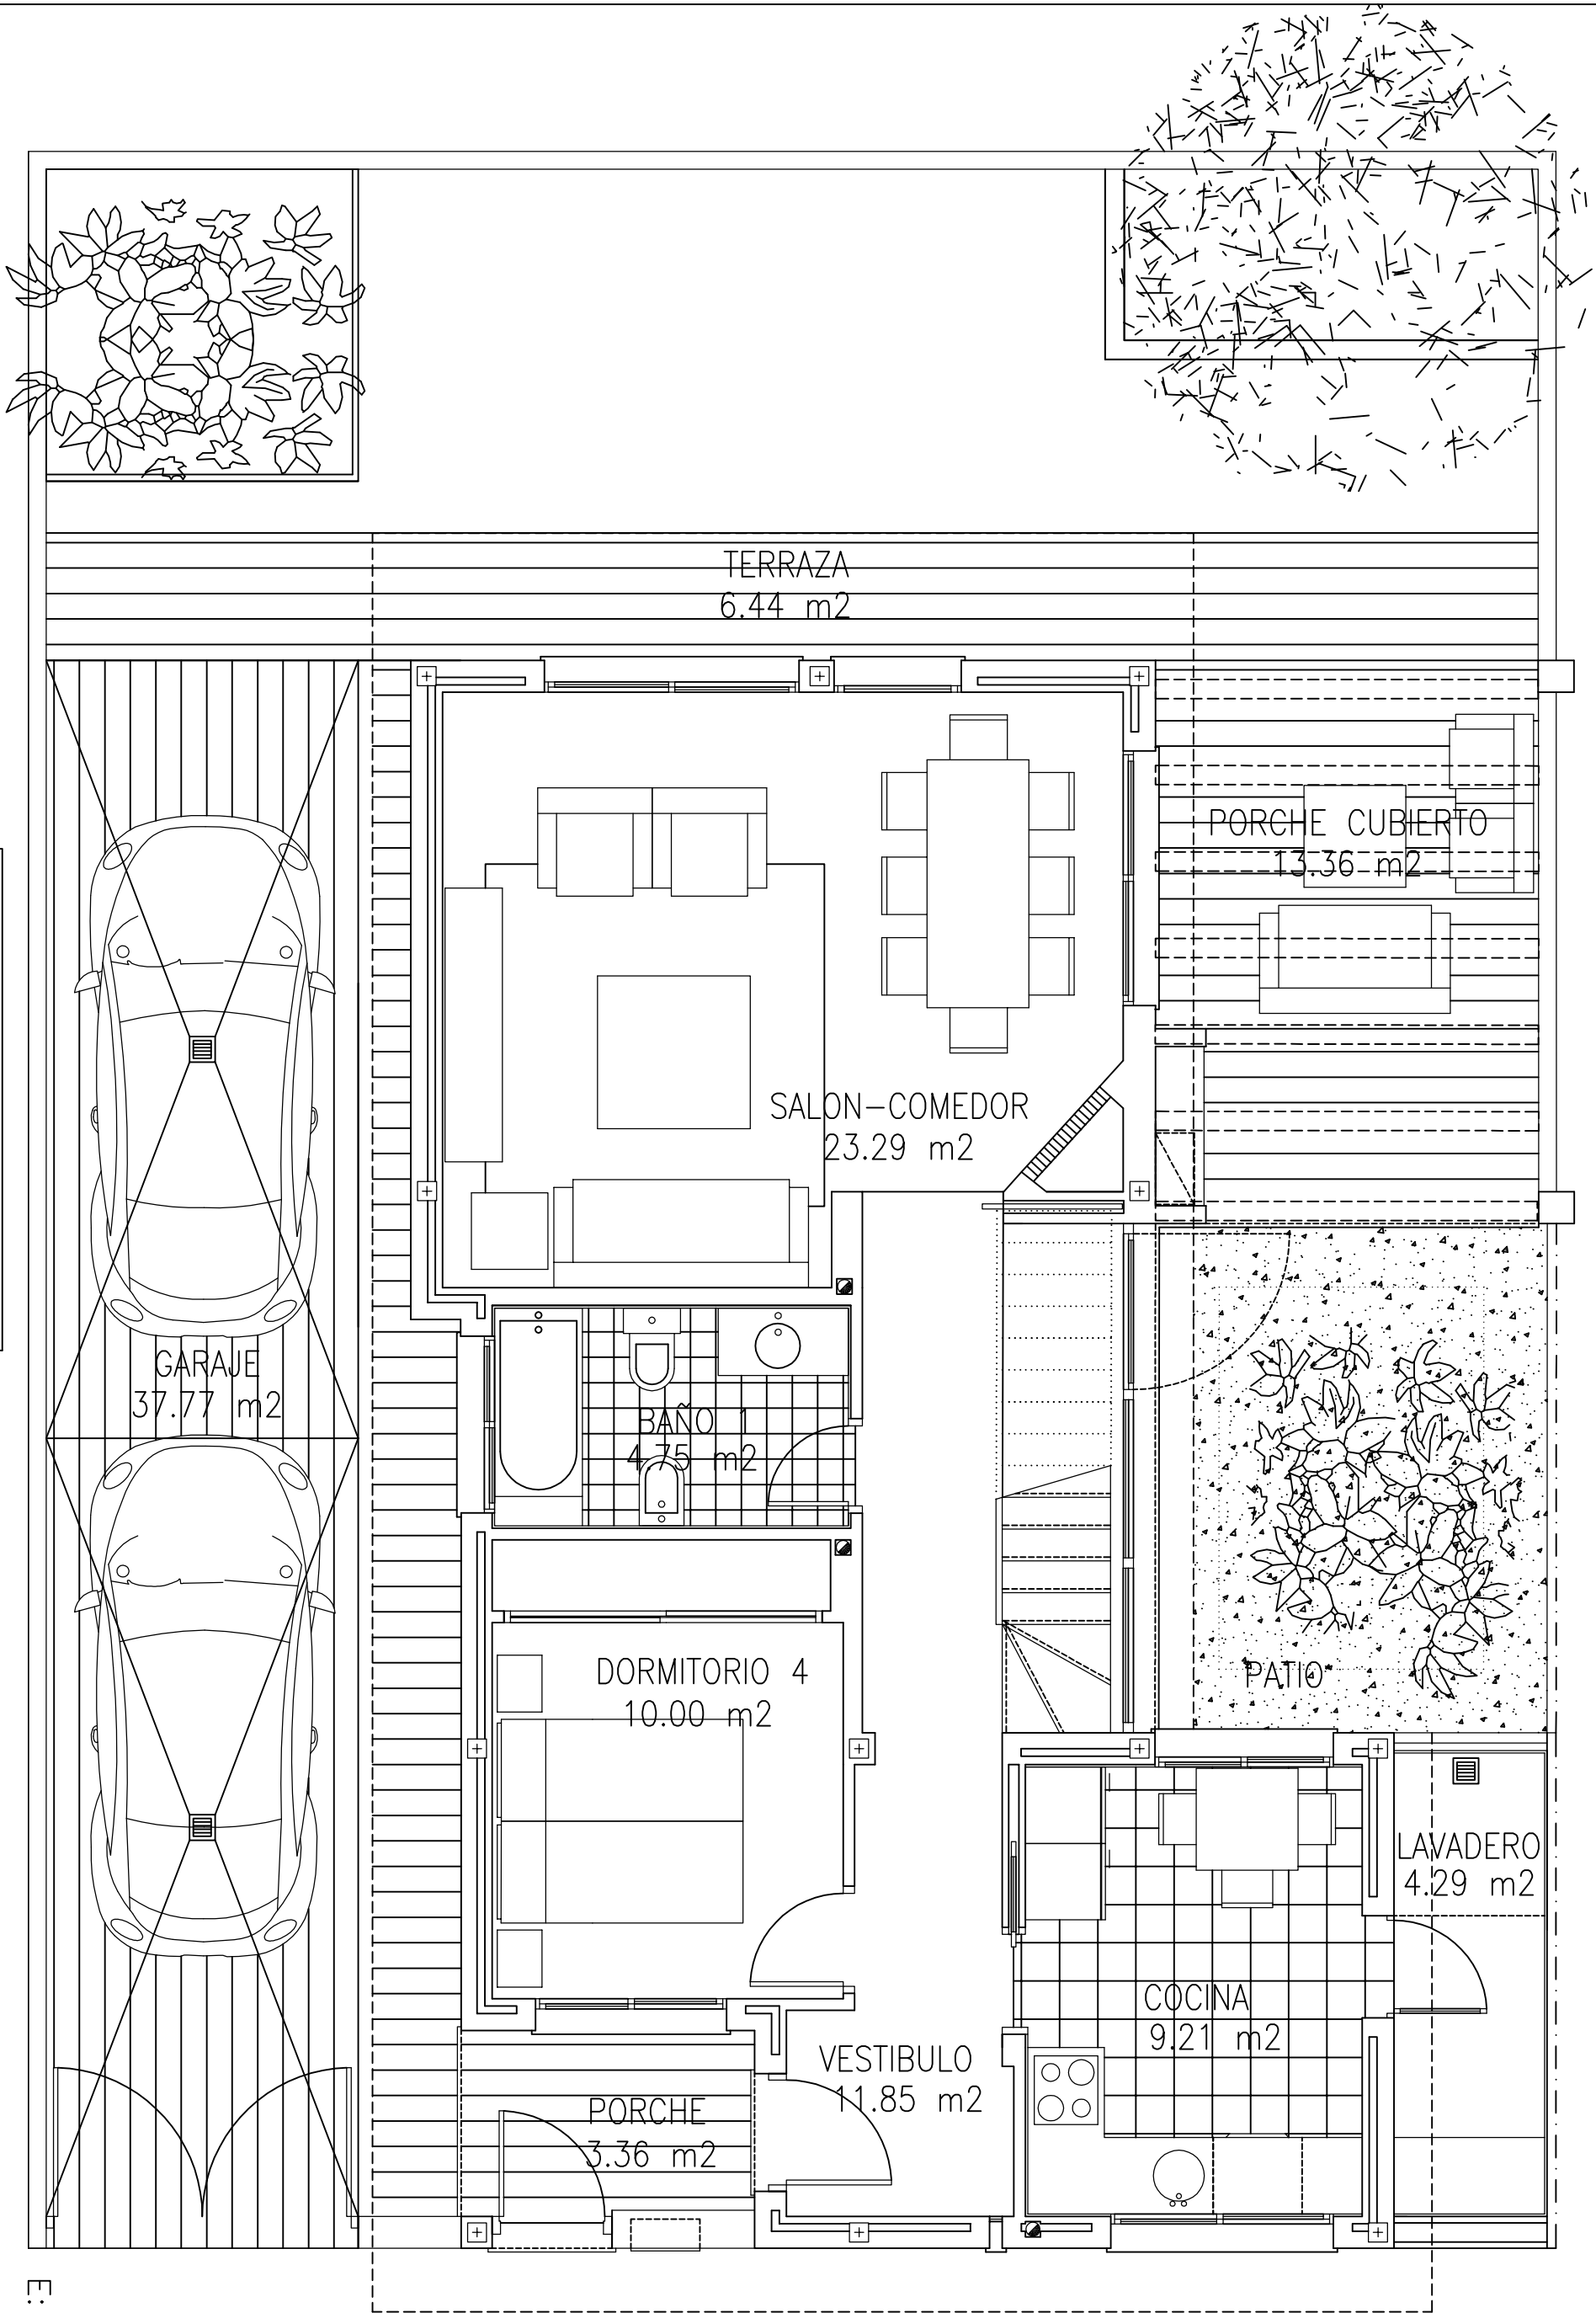 TERRAZA
6.44 m2
PORCHE CUBIERTO
13.36 m2
SALON-COMEDOR
23.29 m2
GARAJE
37.77 m2
BAÑO 1
4.75 m2
DORMITORIO 4
10.00 m2
PATIO
LAVADERO
4.29 m2
COCINA
9.21 m2
VESTIBULO
11.85 m2
PORCHE
3.36 m2